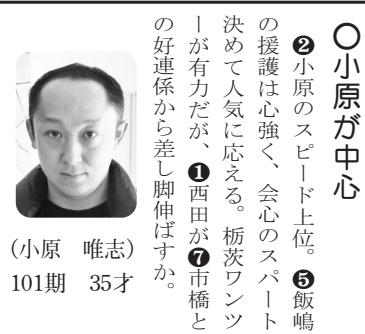 〇小原が中心
❷小原のスピード上位。❺飯嶋
の援護は心強く、会心のスパート
決めて人気に応える。栃茨ワンツ
ーが有力だが、❶西田が❼市橋と
の好連係から差し脚伸ばすか。
(小原　唯志)
101期　35才